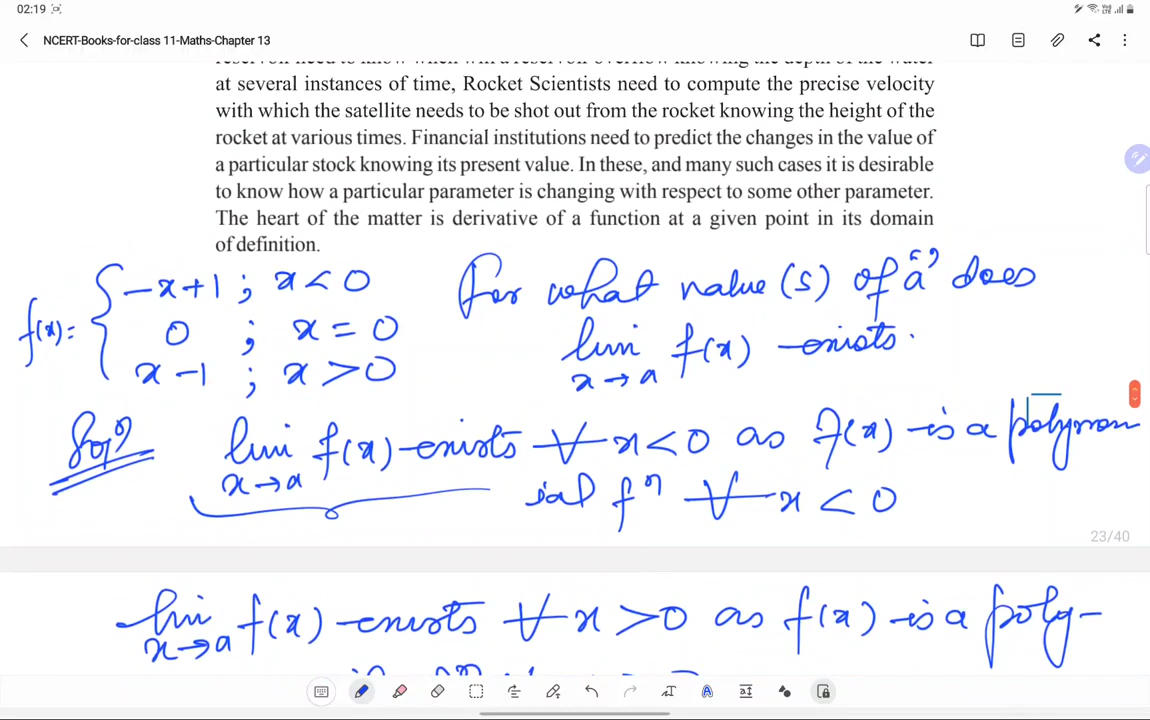 02:19
NCERT-Books-for class 11-Maths-Chapter 13
at several instances of time, Rocket Scientists need to compute the precise velocity
with which the satellite needs to be shot out from the rocket knowing the height of the
rocket at various times. Financial institutions need to predict the changes in the value of
a particular stock knowing its present value. In these, and many such cases it is desirable
to know how a particular parameter is changing with respect to some other parameter.
The heart of the matter is derivative of a function at a given point in its domain
of definition.
f(x)= { -x+1 ; x < 0
0 ; x = 0
x -1 ; x > 0
For what value(s) of 'a' does
lim x→a f(x) exists.
Solⁿ lim x→a f(x) exists ∀ x<0 as f(x) is a polynom
ial fⁿ ∀ x < 0
23/40
lim x→a f(x) exists ∀ x >0 as f(x) is a poly-